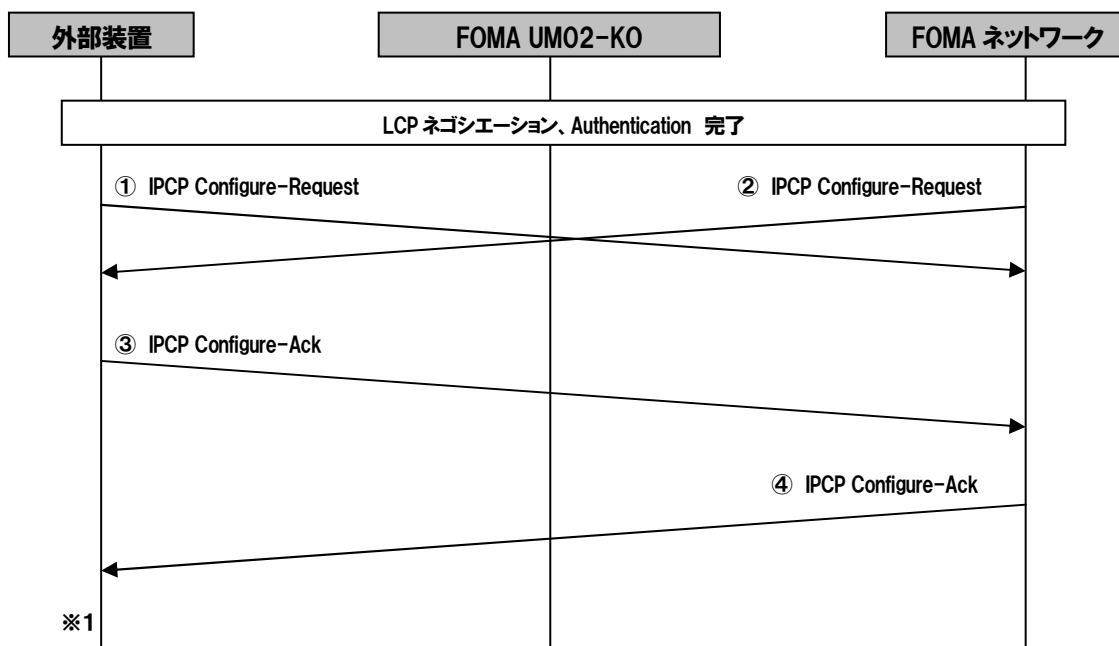 外部装置
FOMA UM02-KO
FOMA ネットワーク
LCP ネゴシエーション、Authentication 完了
① IPCP Configure-Request
② IPCP Configure-Request
③ IPCP Configure-Ack
④ IPCP Configure-Ack
※1